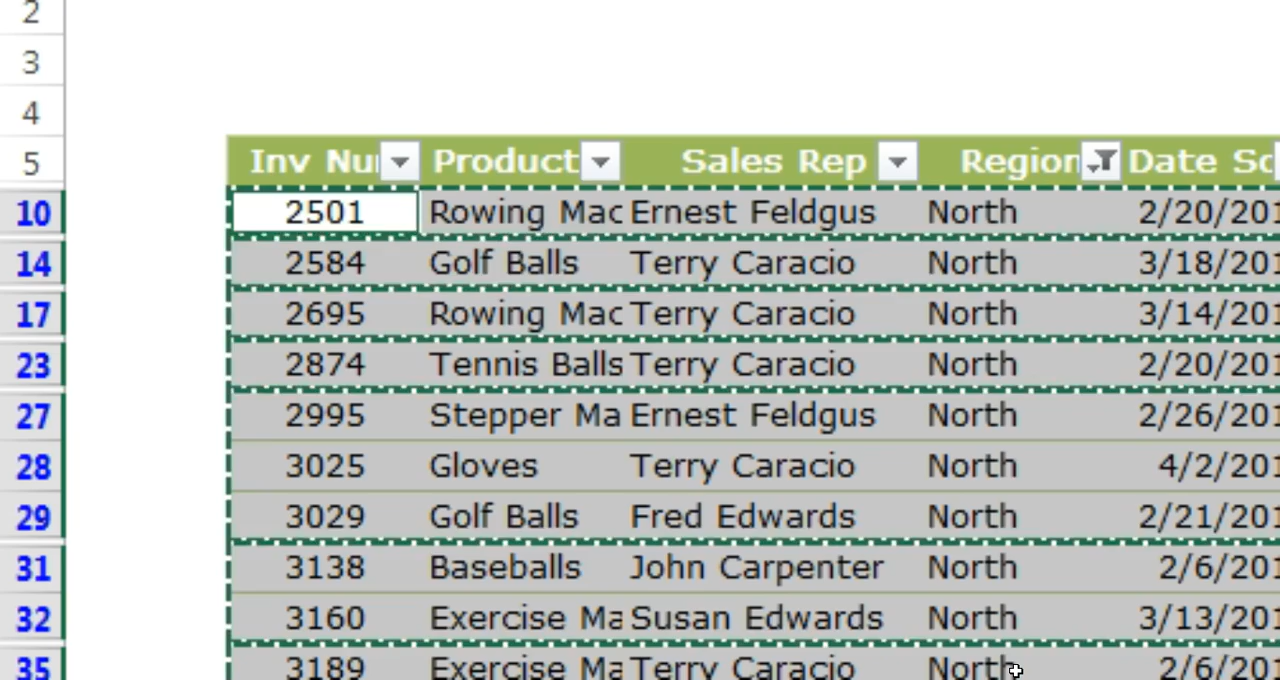 2
3
4
5 Inv Nu Product Sales Rep Region Date So
10 2501 Rowing Mac Ernest Feldgus North 2/20/201
14 2584 Golf Balls Terry Caracio North 3/18/201
17 2695 Rowing Mac Terry Caracio North 3/14/201
23 2874 Tennis Balls Terry Caracio North 2/20/201
27 2995 Stepper Ma Ernest Feldgus North 2/26/201
28 3025 Gloves Terry Caracio North 4/2/201
29 3029 Golf Balls Fred Edwards North 2/21/201
31 3138 Baseballs John Carpenter North 2/6/201
32 3160 Exercise Ma Susan Edwards North 3/13/201
35 3189 Exercise Ma Terry Caracio North 2/6/201